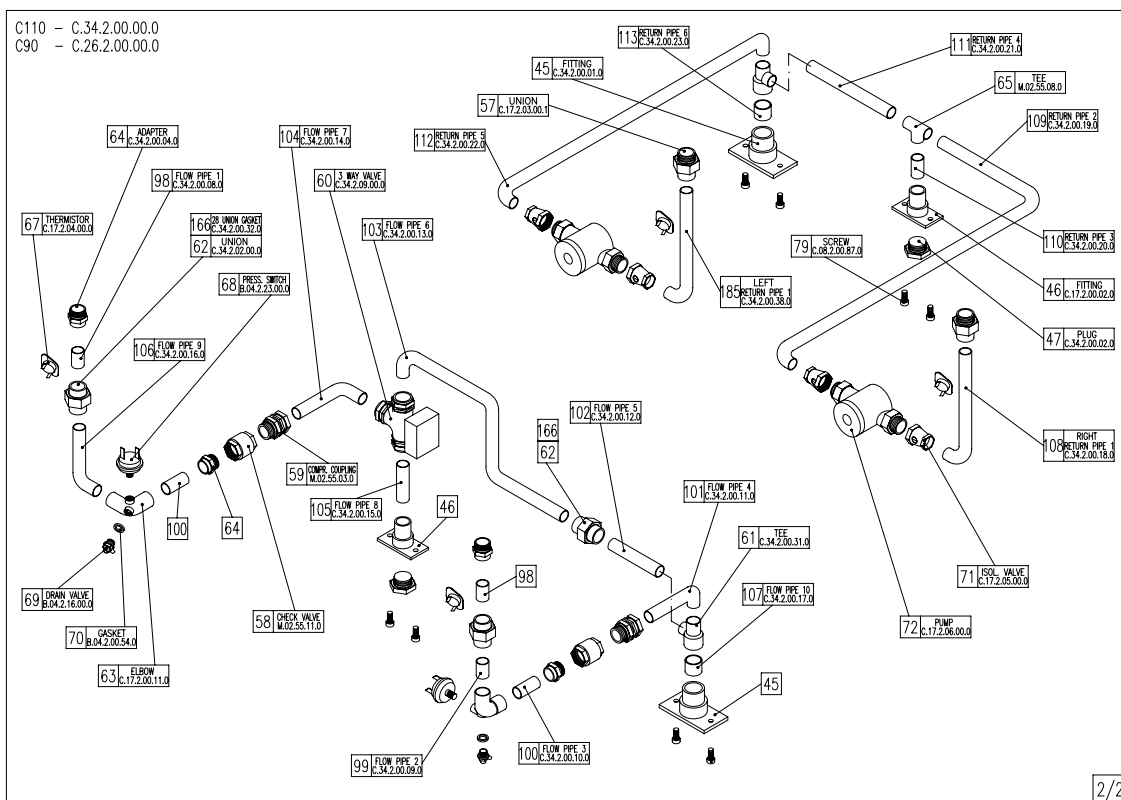 C110 - C.34.2.00.00.0
C90 - C.26.2.00.00.0
113 RETURN PIPE 6
C.34.2.00.23.0
111 RETURN PIPE 4
C.34.2.00.21.0
45 FITTING
C.34.2.00.01.0
65 TEE
M.02.55.08.0
57 UNION
C.17.2.03.00.1
109 RETURN PIPE 2
C.34.2.00.19.0
64 ADAPTER
C.34.2.00.04.0
104 FLOW PIPE 7
C.34.2.00.14.0
112 RETURN PIPE 5
C.34.2.00.22.0
98 FLOW PIPE 1
C.34.2.00.08.0
60 3 WAY VALVE
C.34.2.09.00.0
67 THERMISTOR
C.17.2.04.00.0
166 28 UNION GASKET
C.34.2.00.32.0
62 UNION
C.34.2.02.00.0
103 FLOW PIPE 6
C.34.2.00.13.0
110 RETURN PIPE 3
C.34.2.00.20.0
79 SCREW
C.08.2.00.87.0
68 PRESS. SWITCH
B.04.2.23.00.0
185 LEFT
RETURN PIPE 1
C.34.2.00.38.0
46 FITTING
C.17.2.00.02.0
47 PLUG
C.34.2.00.02.0
106 FLOW PIPE 9
C.34.2.00.16.0
102 FLOW PIPE 5
C.34.2.00.12.0
166
62
108 RIGHT
RETURN PIPE 1
C.34.2.00.18.0
59 COMPR. COUPLING
M.02.55.03.0
101 FLOW PIPE 4
C.34.2.00.11.0
105 FLOW PIPE 8
C.34.2.00.15.0
46
100
64
61 TEE
C.34.2.00.31.0
71 ISOL. VALVE
C.17.2.05.00.0
98
107 FLOW PIPE 10
C.34.2.00.17.0
69 DRAIN VALVE
B.04.2.16.00.0
58 CHECK VALVE
M.02.55.11.0
72 PUMP
C.17.2.06.00.0
70 GASKET
B.04.2.00.54.0
63 ELBOW
C.17.2.00.11.0
45
99 FLOW PIPE 2
C.34.2.00.09.0
100 FLOW PIPE 3
C.34.2.00.10.0
2/2